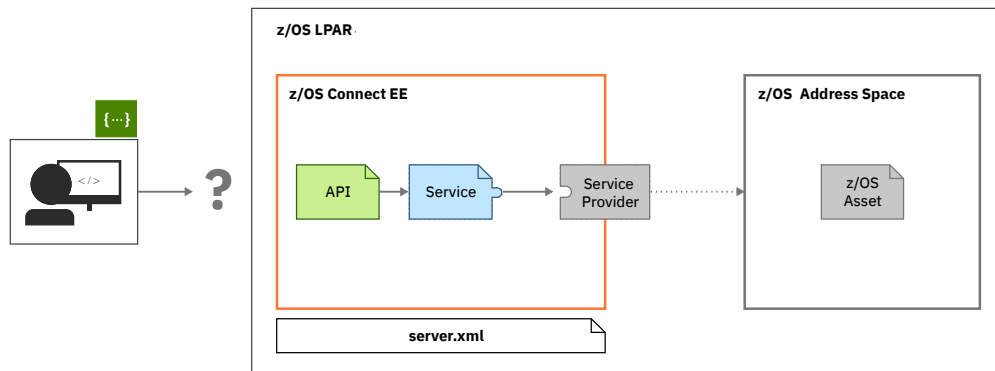 z/OS LPAR
z/OS Connect EE
z/OS Address Space
{···}
</>
?
API
Service
Service
Provider
z/OS
Asset
server.xml